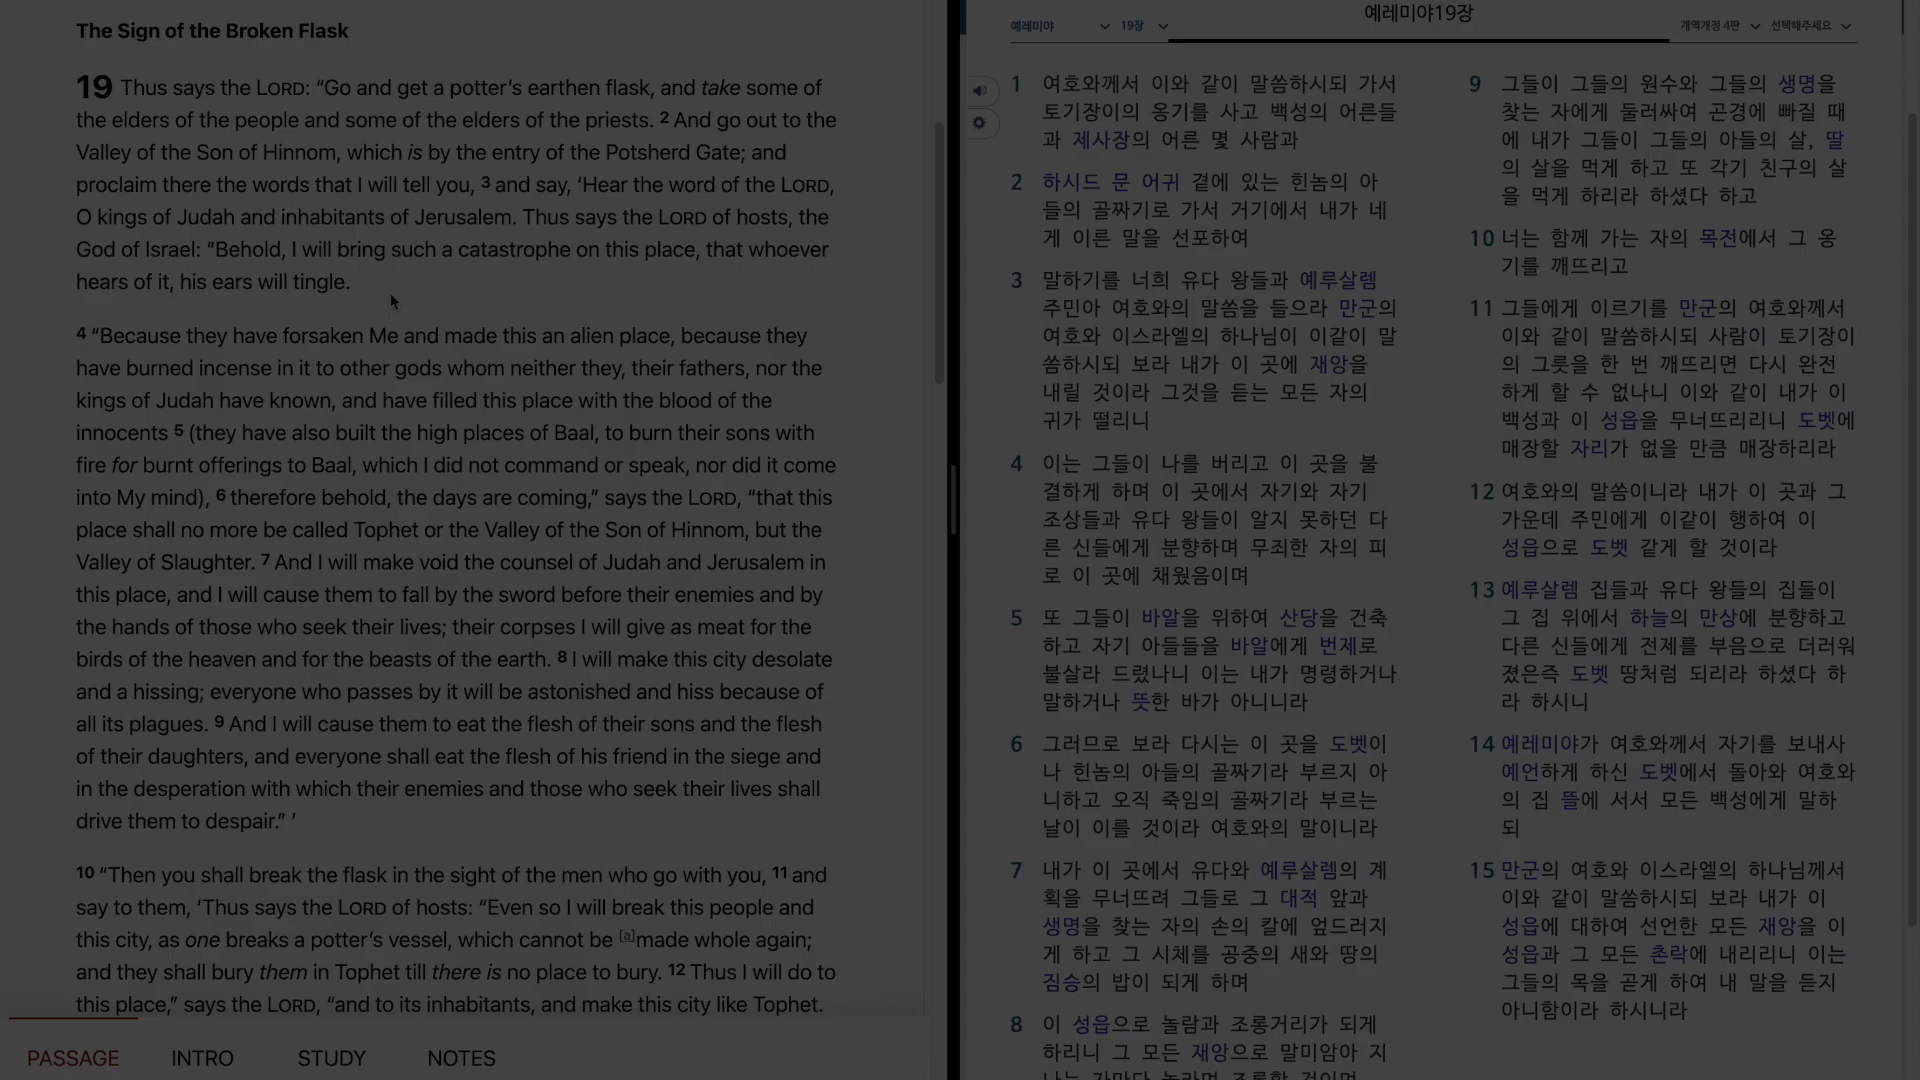 The Sign of the Broken Flask
19 Thus says the LORD: “Go and get a potter’s earthen flask, and take some of
the elders of the people and some of the elders of the priests. 2 And go out to the
Valley of the Son of Hinnom, which is by the entry of the Potsherd Gate; and
proclaim there the words that I will tell you, 3 and say, ‘Hear the word of the LORD,
O kings of Judah and inhabitants of Jerusalem. Thus says the LORD of hosts, the
God of Israel: “Behold, I will bring such a catastrophe on this place, that whoever
hears of it, his ears will tingle.
4 “Because they have forsaken Me and made this an alien place, because they
have burned incense in it to other gods whom neither they, their fathers, nor the
kings of Judah have known, and have filled this place with the blood of the
innocents 5 (they have also built the high places of Baal, to burn their sons with
fire for burnt offerings to Baal, which I did not command or speak, nor did it come
into My mind), 6 therefore behold, the days are coming,” says the LORD, “that this
place shall no more be called Tophet or the Valley of the Son of Hinnom, but the
Valley of Slaughter. 7 And I will make void the counsel of Judah and Jerusalem in
this place, and I will cause them to fall by the sword before their enemies and by
the hands of those who seek their lives; their corpses I will give as meat for the
birds of the heaven and for the beasts of the earth. 8 I will make this city desolate
and a hissing; everyone who passes by it will be astonished and hiss because of
all its plagues. 9 And I will cause them to eat the flesh of their sons and the flesh
of their daughters, and everyone shall eat the flesh of his friend in the siege and
in the desperation with which their enemies and those who seek their lives shall
drive them to despair.” ’
10 “Then you shall break the flask in the sight of the men who go with you, 11 and
say to them, ‘Thus says the LORD of hosts: “Even so I will break this people and
this city, as one breaks a potter’s vessel, which cannot be [a]made whole again;
and they shall bury them in Tophet till there is no place to bury. 12 Thus I will do to
this place,” says the LORD, “and to its inhabitants, and make this city like Tophet.
PASSAGE INTRO STUDY NOTES
예레미야19장
예레미야 19장 개역개정 4판 선택해주세요
1 여호와께서 이와 같이 말씀하시되 가서
토기장이의 옹기를 사고 백성의 어른들
과 제사장의 어른 몇 사람과
2 하시드 문 어귀 곁에 있는 힌놈의 아
들의 골짜기로 가서 거기에서 내가 네
게 이른 말을 선포하여
3 말하기를 너희 유다 왕들과 예루살렘
주민아 여호와의 말씀을 들으라 만군의
여호와 이스라엘의 하나님이 이같이 말
씀하시되 보라 내가 이 곳에 재앙을
내릴 것이라 그것을 듣는 모든 자의
귀가 떨리니
4 이는 그들이 나를 버리고 이 곳을 불
결하게 하며 이 곳에서 자기와 자기
조상들과 유다 왕들이 알지 못하던 다
른 신들에게 분향하며 무죄한 자의 피
로 이 곳에 채웠음이며
5 또 그들이 바알을 위하여 산당을 건축
하고 자기 아들들을 바알에게 번제로
불살라 드렸나니 이는 내가 명령하거나
말하거나 뜻한 바가 아니니라
6 그러므로 보라 다시는 이 곳을 도벳이
나 힌놈의 아들의 골짜기라 부르지 아
니하고 오직 죽임의 골짜기라 부르는
날이 이를 것이라 여호와의 말이니라
7 내가 이 곳에서 유다와 예루살렘의 계
획을 무너뜨려 그들로 그 대적 앞과
생명을 찾는 자의 손의 칼에 엎드러지
게 하고 그 시체를 공중의 새와 땅의
짐승의 밥이 되게 하며
8 이 성읍으로 놀람과 조롱거리가 되게
하리니 그 모든 재앙으로 말미암아 지
나는 자마다 놀라며 조롱할 것이며
9 그들이 그들의 원수와 그들의 생명을
찾는 자에게 둘러싸여 곤경에 빠질 때
에 내가 그들이 그들의 아들의 살, 딸
의 살을 먹게 하고 또 각기 친구의 살
을 먹게 하리라 하셨다 하고
10 너는 함께 가는 자의 목전에서 그 옹
기를 깨뜨리고
11 그들에게 이르기를 만군의 여호와께서
이와 같이 말씀하시되 사람이 토기장이
의 그릇을 한 번 깨뜨리면 다시 완전
하게 할 수 없나니 이와 같이 내가 이
백성과 이 성읍을 무너뜨리리니 도벳에
매장할 자리가 없을 만큼 매장하리라
12 여호와의 말씀이니라 내가 이 곳과 그
가운데 주민에게 이같이 행하여 이
성읍으로 도벳 같게 할 것이라
13 예루살렘 집들과 유다 왕들의 집들이
그 집 위에서 하늘의 만상에 분향하고
다른 신들에게 전제를 부음으로 더러워
졌은즉 도벳 땅처럼 되리라 하셨다 하
라 하시니
14 예레미야가 여호와께서 자기를 보내사
예언하게 하신 도벳에서 돌아와 여호와
의 집 뜰에 서서 모든 백성에게 말하
되
15 만군의 여호와 이스라엘의 하나님께서
이와 같이 말씀하시되 보라 내가 이
성읍에 대하여 선언한 모든 재앙을 이
성읍과 그 모든 촌락에 내리리니 이는
그들의 목을 곧게 하여 내 말을 듣지
아니함이라 하시니라